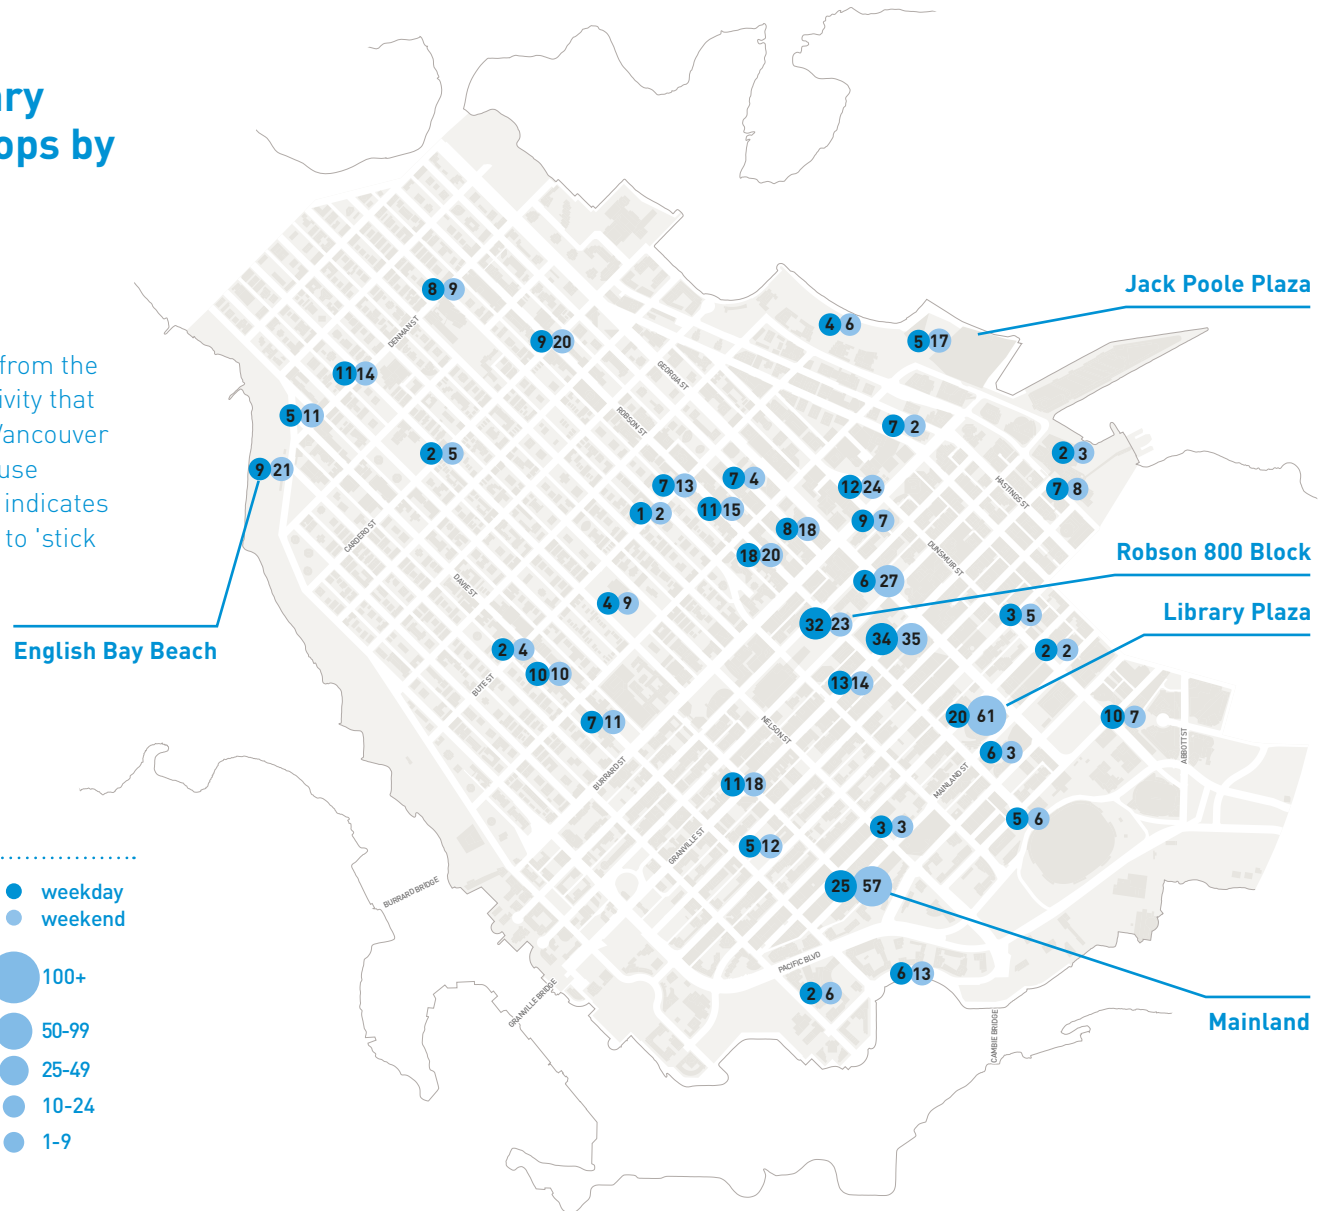 ary
ops by
from the
ivity that
Vancouver
use
indicates
to 'stick
weekday
weekend
100+
50-99
25-49
10-24
1-9
English Bay Beach
Jack Poole Plaza
Robson 800 Block
Library Plaza
Mainland
DENMAN ST
GEORGIA ST
ROBSON ST
HASTINGS ST
DUNSMUIR ST
CARDERO ST
DAVIE ST
BUTE ST
NELSON ST
BURRARD ST
MAINLAND ST
ABBOTT ST
GRANVILLE ST
BURRARD BRIDGE
PACIFIC BLVD
GRANVILLE BRIDGE
CAMBIE BRIDGE
8 9
4 6
9 20
5 17
11 14
5 11
7 2
2 5
2 3
9 21
7 4
7 13
12 24
7 8
11 15
1 2
9 7
8 18
18 20
6 27
4 9
3 5
32 23
34 35
2 4
2 2
10 10
13 14
20 61
10 7
7 11
6 3
11 18
5 6
3 3
5 12
25 57
6 13
2 6